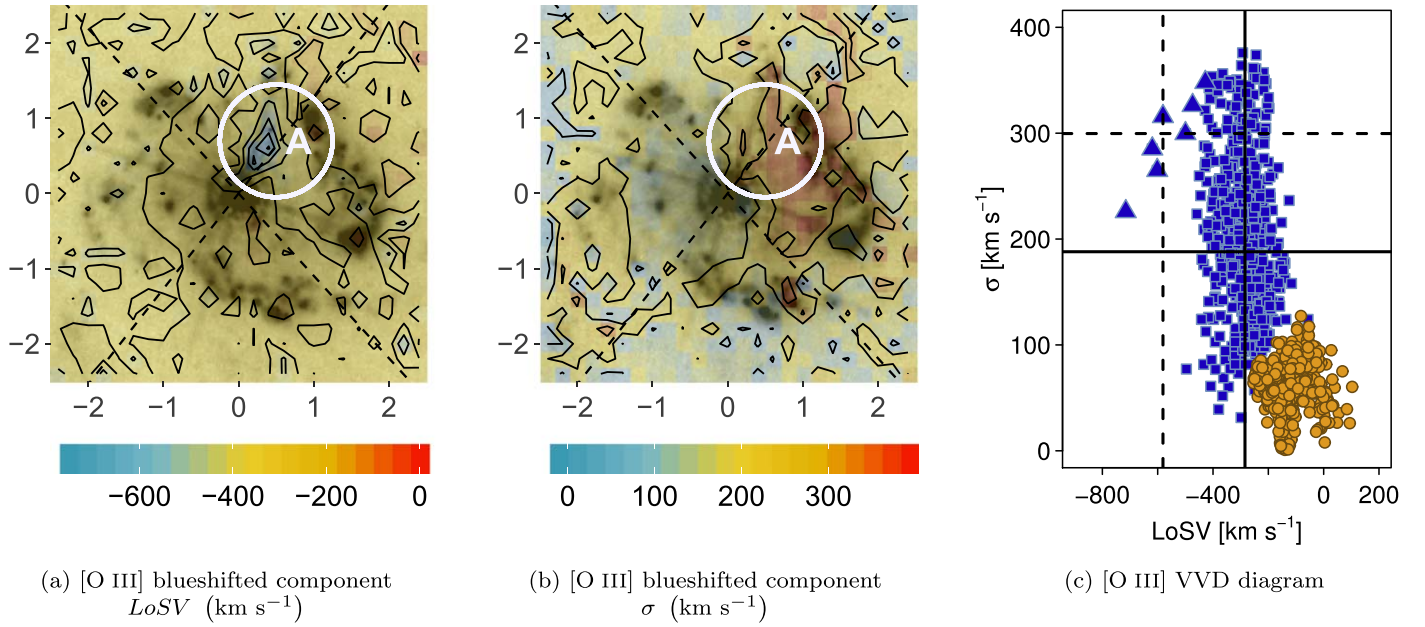 2
1
0
−1
−2
A
−2 −1 0 1 2
−600 −400 −200 0
(a) [O III] blueshifted component
LoSV (km s−1)
2
1
0
−1
−2
A
−2 −1 0 1 2
0 100 200 300
(b) [O III] blueshifted component
σ (km s−1)
400
300
200
100
0
σ [km s−1]
−800 −400 0 200
LoSV [km s−1]
(c) [O III] VVD diagram